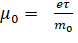 μ₀ = eτ/m₀